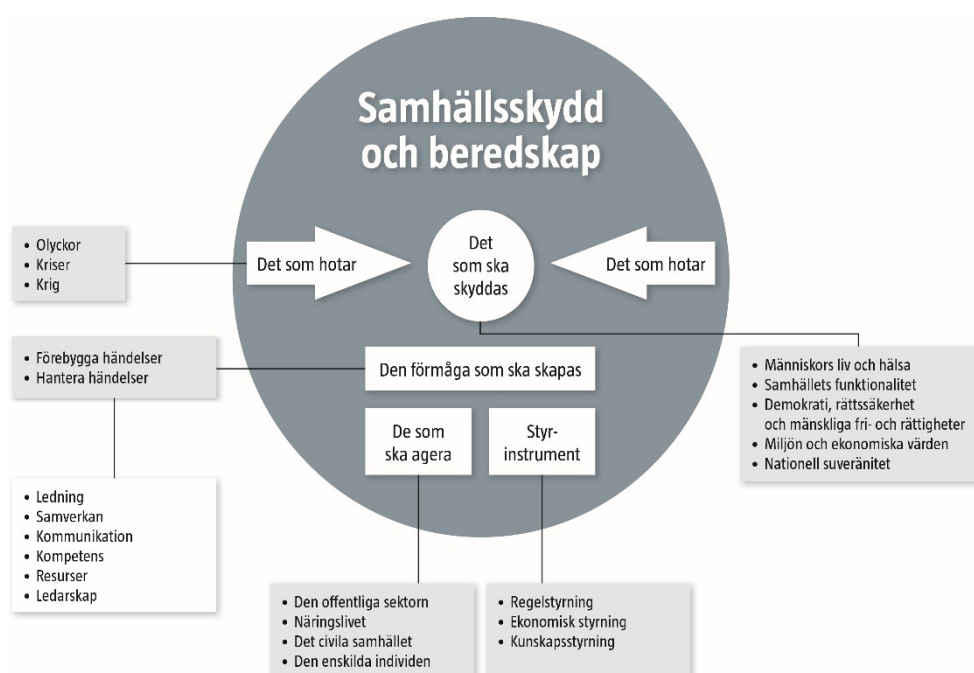 Samhällsskydd
och beredskap
• Olyckor
• Kriser
• Krig
Det som hotar
Det
som ska
skyddas
Det som hotar
• Förebygga händelser
• Hantera händelser
Den förmåga som ska skapas
• Människors liv och hälsa
• Samhällets funktionalitet
• Demokrati, rättssäkerhet
och mänskliga fri- och rättigheter
• Miljön och ekonomiska värden
• Nationell suveränitet
De som
ska agera
Styr-
instrument
• Ledning
• Samverkan
• Kommunikation
• Kompetens
• Resurser
• Ledarskap
• Den offentliga sektorn
• Näringslivet
• Det civila samhället
• Den enskilda individen
• Regelstyrning
• Ekonomisk styrning
• Kunskapsstyrning